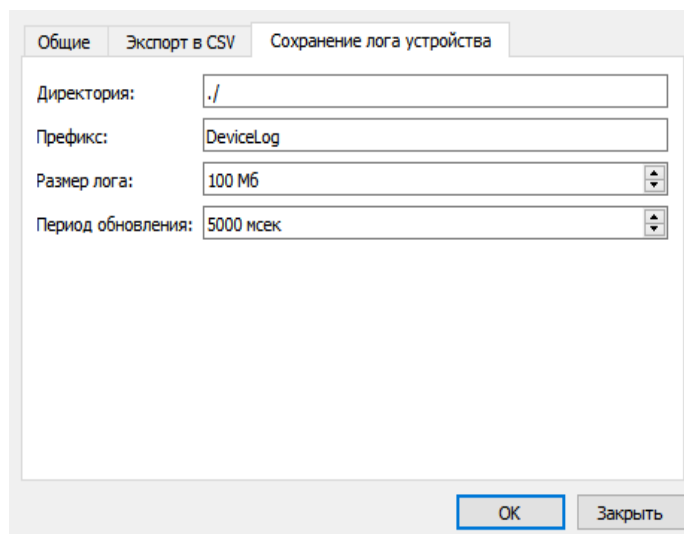 Общие Экспорт в CSV Сохранение лога устройства
Директория: ./
Префикс: DeviceLog
Размер лога: 100 Мб
Период обновления: 5000 мсек
OK Закрыть